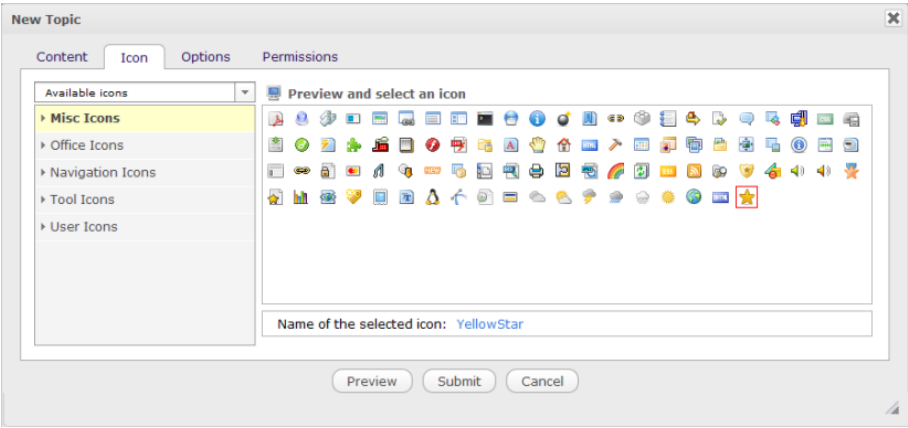 New Topic
Content Icon Options Permissions
Available icons
Preview and select an icon
Misc Icons
Office Icons
Navigation Icons
Tool Icons
User Icons
Name of the selected icon: YellowStar
Preview Submit Cancel